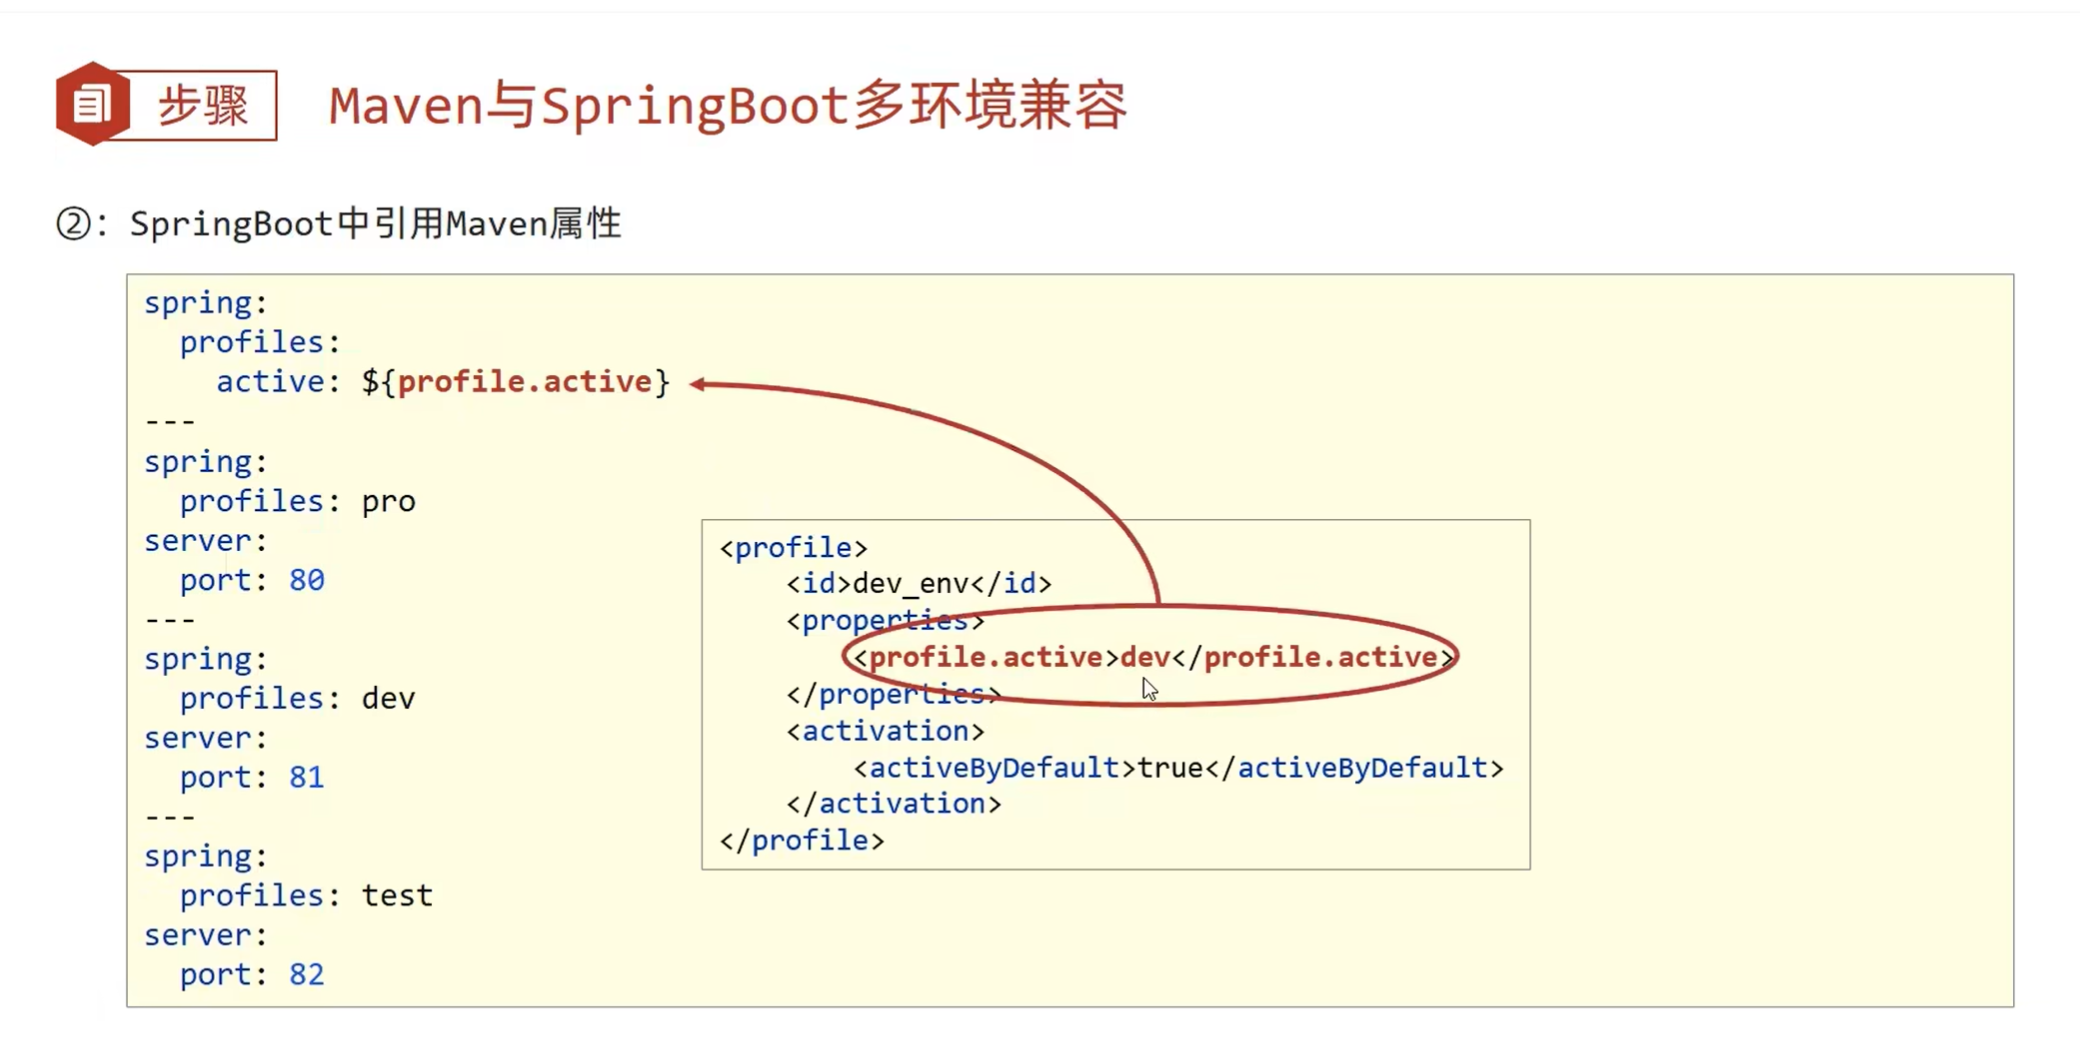 步骤 Maven与SpringBoot多环境兼容
②：SpringBoot中引用Maven属性
spring:
  profiles:
    active: ${profile.active}
---
spring:
  profiles: pro
server:
  port: 80
---
spring:
  profiles: dev
server:
  port: 81
---
spring:
  profiles: test
server:
  port: 82
<profile>
    <id>dev_env</id>
    <properties>
        <profile.active>dev</profile.active>
    </properties>
    <activation>
        <activeByDefault>true</activeByDefault>
    </activation>
</profile>